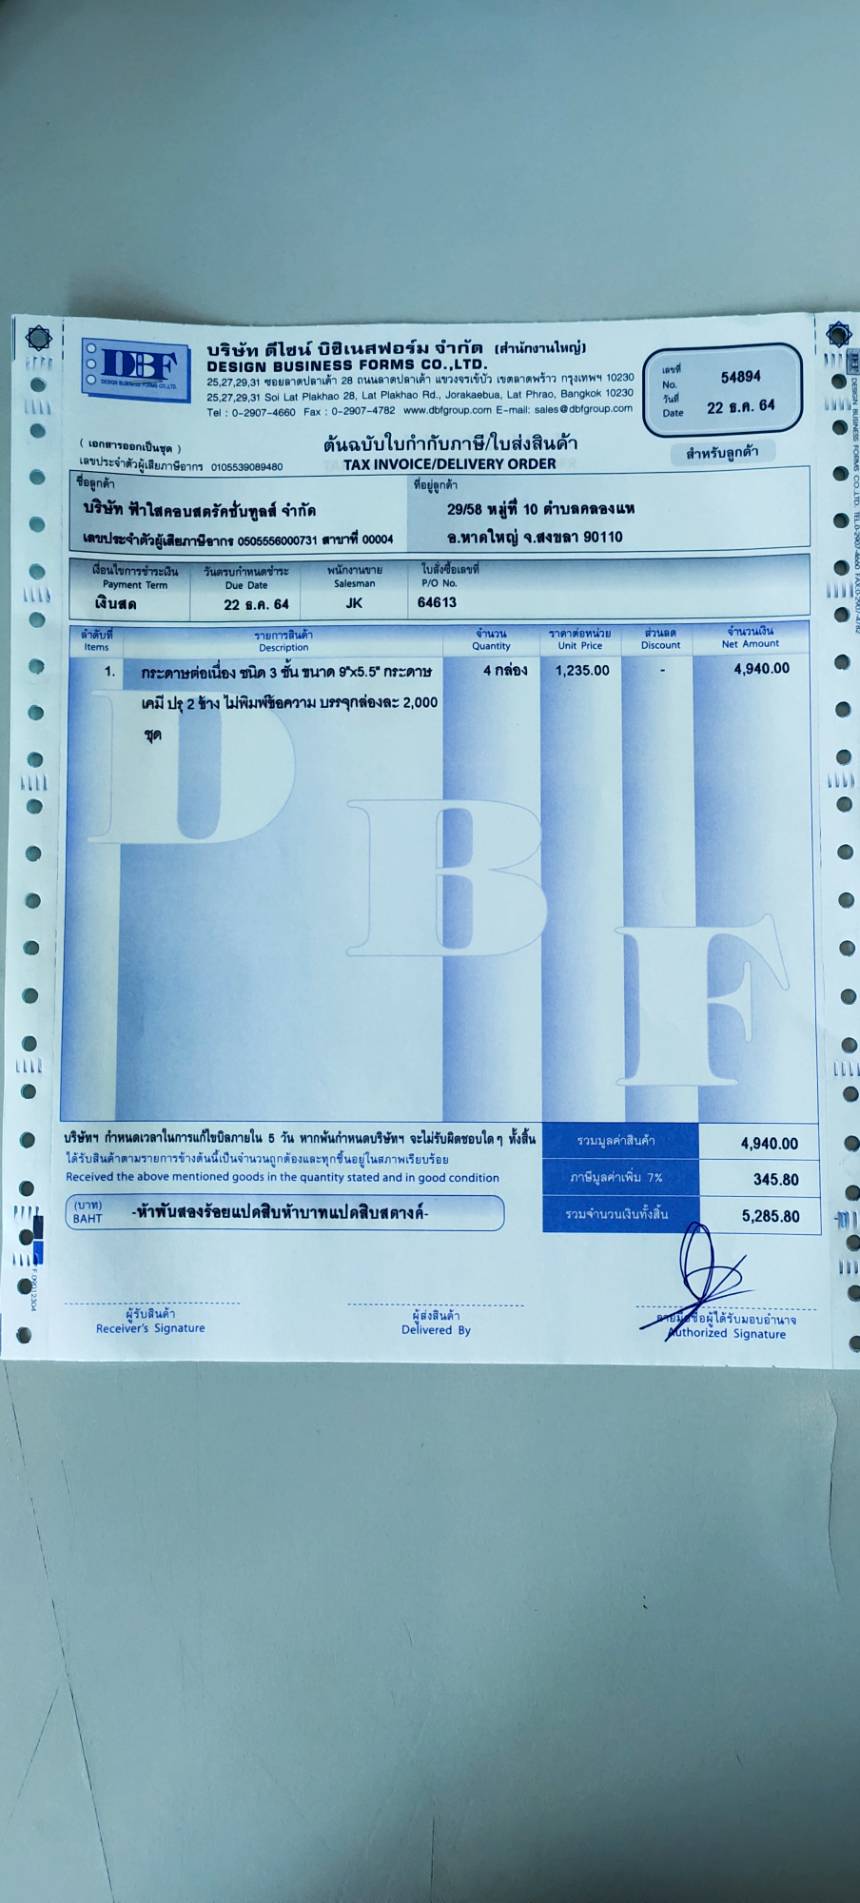 DBF
DESIGN BUSINESS FORMS CO.,LTD.
บริษัท ดีไซน์ บิซิเนสฟอร์ม จำกัด (สำนักงานใหญ่)
DESIGN BUSINESS FORMS CO.,LTD.
25,27,29,31 ซอยลาดปลาเค้า 28 ถนนลาดปลาเค้า แขวงจรเข้บัว เขตลาดพร้าว กรุงเทพฯ 10230
25,27,29,31 Soi Lat Plakhao 28, Lat Plakhao Rd., Jorakaebua, Lat Phrao, Bangkok 10230
Tel : 0-2907-4660 Fax : 0-2907-4782 www.dbfgroup.com E-mail: sales@dbfgroup.com
เลขที่
No. 54894
วันที่
Date 22 ธ.ค. 64
( เอกสารออกเป็นชุด )
เลขประจำตัวผู้เสียภาษีอากร 0105539089480
ต้นฉบับใบกำกับภาษี/ใบส่งสินค้า
TAX INVOICE/DELIVERY ORDER
สำหรับลูกค้า
ชื่อลูกค้า ที่อยู่ลูกค้า
บริษัท ฟ้าใสคอนสตรัคชั่นทูลส์ จำกัด 29/58 หมู่ที่ 10 ตำบลคลองแห
เลขประจำตัวผู้เสียภาษีอากร 0505556000731 สาขาที่ 00004 อ.หาดใหญ่ จ.สงขลา 90110
เงื่อนไขการชำระเงิน วันครบกำหนดชำระ พนักงานขาย ใบสั่งซื้อเลขที่
Payment Term Due Date Salesman P/O No.
เงินสด 22 ธ.ค. 64 JK 64613
ลำดับที่ รายการสินค้า จำนวน ราคาต่อหน่วย ส่วนลด จำนวนเงิน
Items Description Quantity Unit Price Discount Net Amount
1. กระดาษต่อเนื่อง ชนิด 3 ชั้น ขนาด 9"x5.5" กระดาษ 4 กล่อง 1,235.00 - 4,940.00
เคมี ปรุ 2 ข้าง ไม่พิมพ์ข้อความ บรรจุกล่องละ 2,000
ชุด
DBF
บริษัทฯ กำหนดเวลาในการแก้ไขบิลภายใน 5 วัน หากพ้นกำหนดบริษัทฯ จะไม่รับผิดชอบใด ๆ ทั้งสิ้น รวมมูลค่าสินค้า 4,940.00
ได้รับสินค้าตามรายการข้างต้นนี้เป็นจำนวนถูกต้องและทุกชิ้นอยู่ในสภาพเรียบร้อย
Received the above mentioned goods in the quantity stated and in good condition ภาษีมูลค่าเพิ่ม 7% 345.80
(บาท)
BAHT -ห้าพันสองร้อยแปดสิบห้าบาทแปดสิบสตางค์- รวมจำนวนเงินทั้งสิ้น 5,285.80
ผู้รับสินค้า ผู้ส่งสินค้า ลายมือชื่อผู้ได้รับมอบอำนาจ
Receiver's Signature Delivered By Authorized Signature